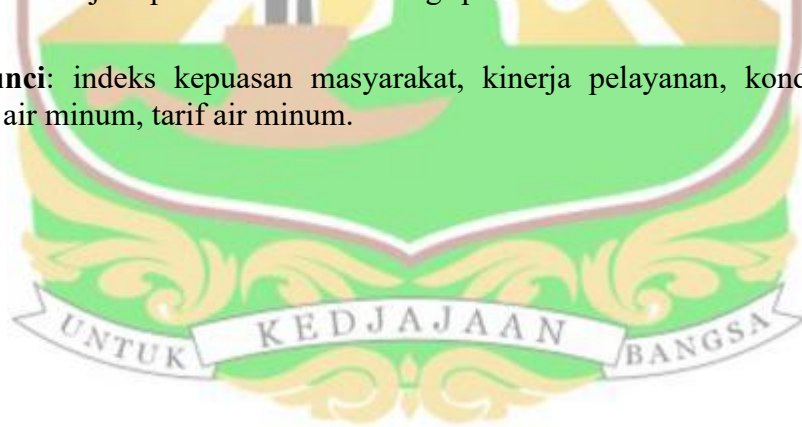 unci: indeks kepuasan masyarakat, kinerja pelayanan, kond
air minum, tarif air minum.
UNTUK KEDJAJAAN BANGSA